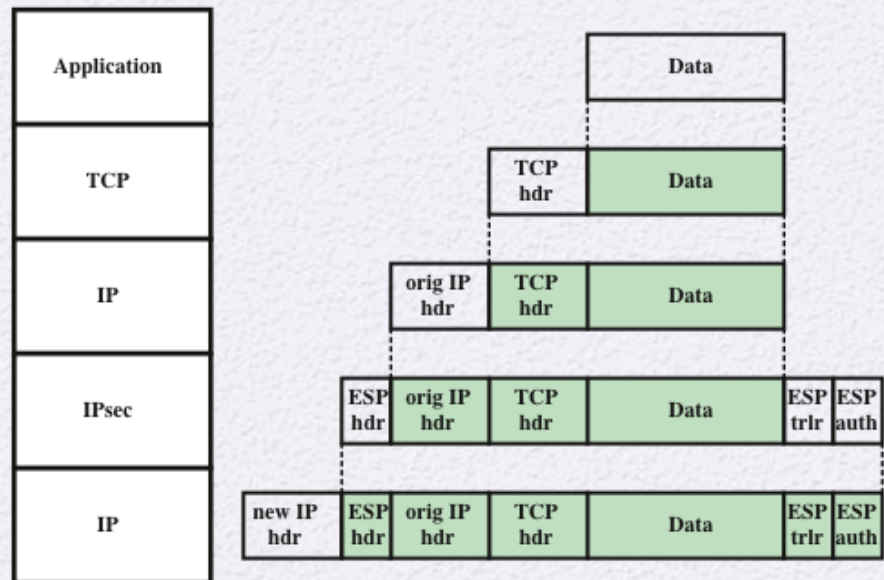 Application
Data
TCP
TCP
hdr
Data
IP
orig IP
hdr
TCP
hdr
Data
IPsec
ESP
hdr
orig IP
hdr
TCP
hdr
Data
ESP
trlr
ESP
auth
IP
new IP
hdr
ESP
hdr
orig IP
hdr
TCP
hdr
Data
ESP
trlr
ESP
auth